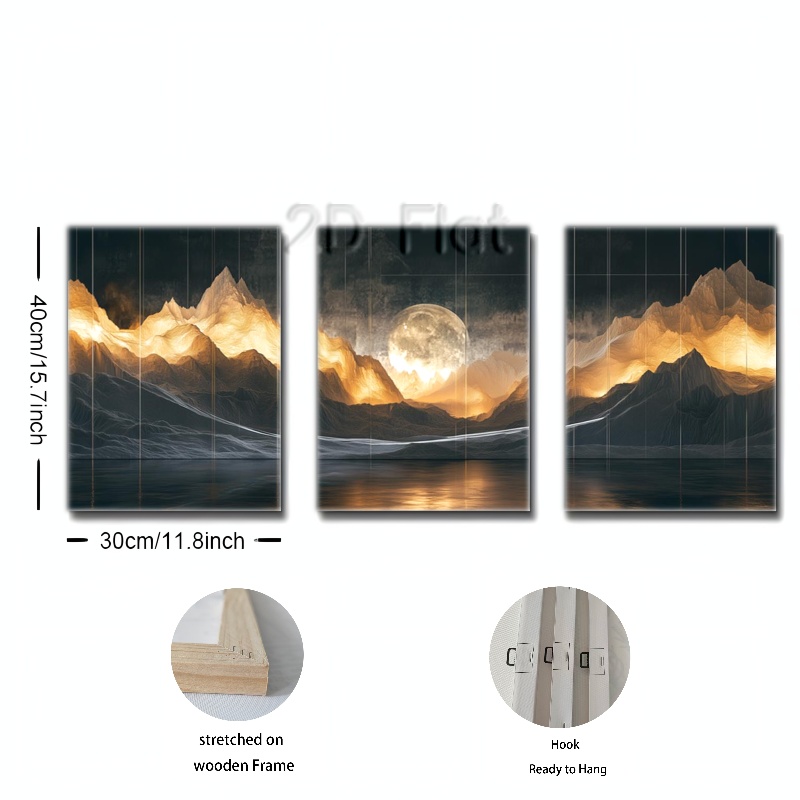 2D Flat
40cm/15.7inch
30cm/11.8inch
stretched on
wooden Frame
Hook
Ready to Hang